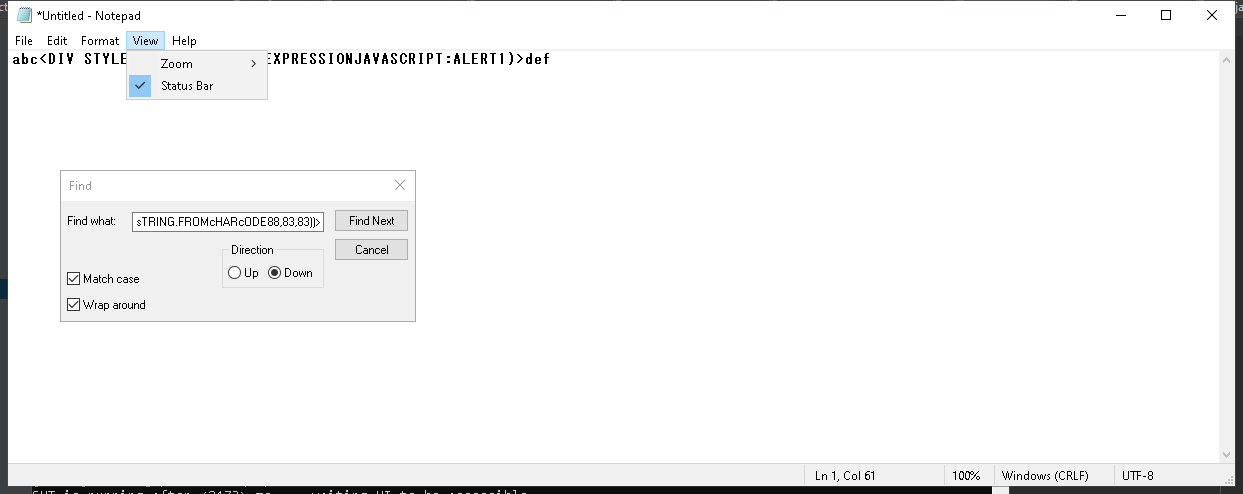 *Untitled - Notepad
File Edit Format View Help
abc<DIV STYLE EXPRESSIONJAVASCRIPT:ALERT1)>def
Zoom
Status Bar
Find
Find what: sTRING.FROMcHARcODE88,83,83))> Find Next
Direction Cancel
Up Down
Match case
Wrap around
Ln 1, Col 61 100% Windows (CRLF) UTF-8